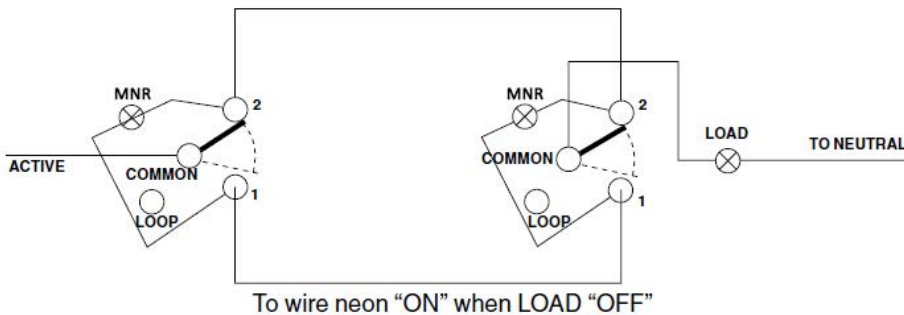 MNR
2
MNR
2
LOAD
TO NEUTRAL
ACTIVE
COMMON
COMMON
1
1
LOOP
LOOP
To wire neon “ON” when LOAD “OFF”